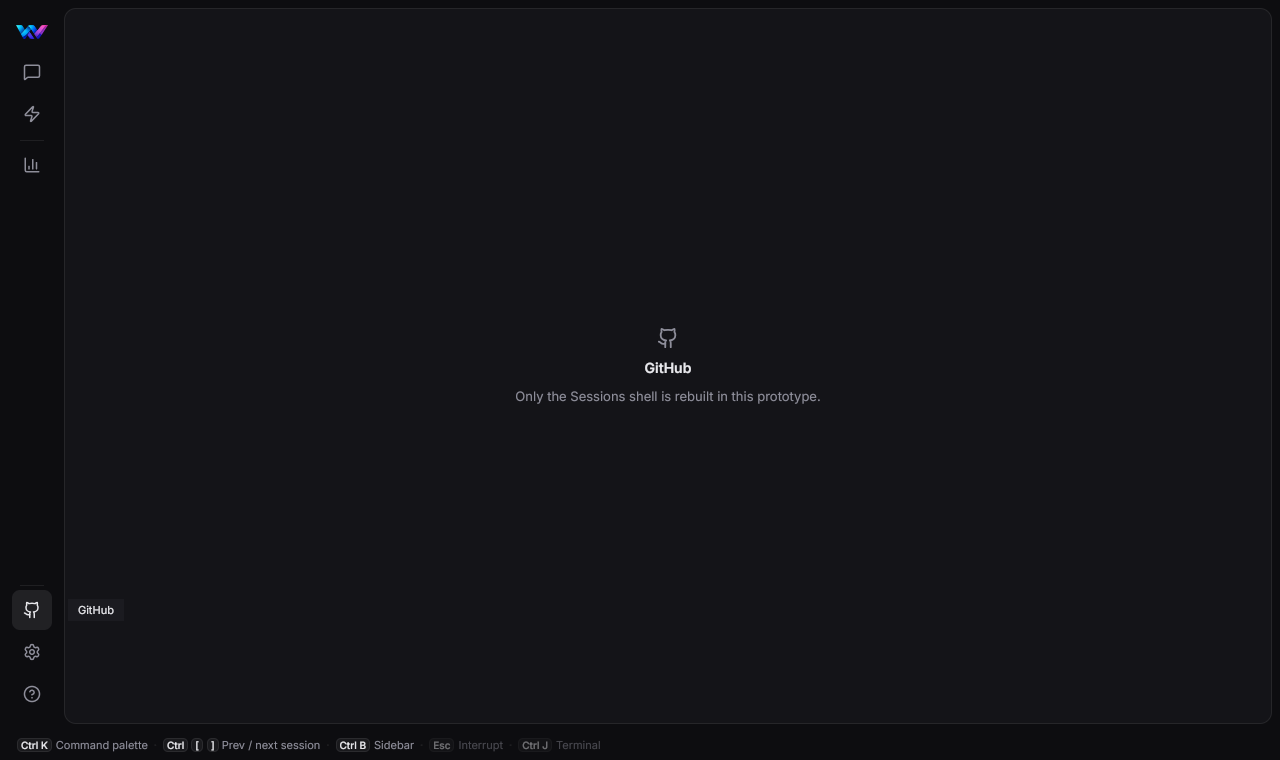 GitHub
Only the Sessions shell is rebuilt in this prototype.
GitHub
Ctrl K Command palette · Ctrl [ ] Prev / next session · Ctrl B Sidebar · Esc Interrupt · Ctrl J Terminal